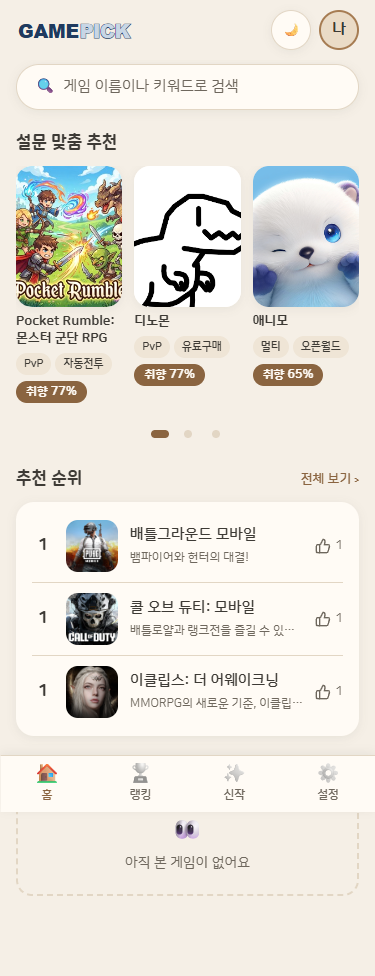 GAMEPICK
나
게임 이름이나 키워드로 검색
설문 맞춤 추천
Pocket Rumble
Pocket Rumble:
몬스터 군단 RPG
PvP 자동전투
취향 77%
디노몬
PvP 유료구매
취향 77%
애니모
멀티 오픈월드
취향 65%
추천 순위
전체 보기 >
1
PUBG
MOBILE
배틀그라운드 모바일
뱀파이어와 헌터의 대결!
1
1
CALL OF DUTY
콜 오브 듀티: 모바일
배틀로얄과 랭크전을 즐길 수 있…
1
1
이클립스: 더 어웨이크닝
MMORPG의 새로운 기준, 이클립…
1
홈
랭킹
신작
설정
아직 본 게임이 없어요